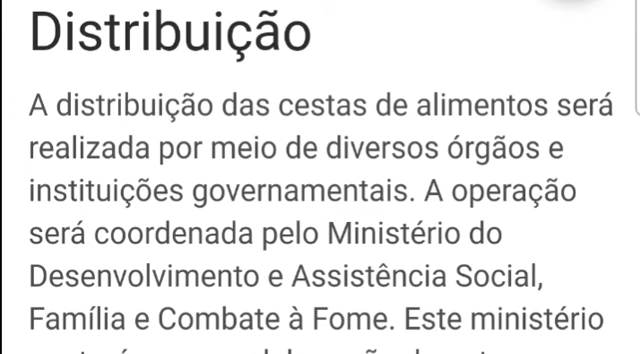 Distribuição
A distribuição das cestas de alimentos será
realizada por meio de diversos órgãos e
instituições governamentais. A operação
será coordenada pelo Ministério do
Desenvolvimento e Assistência Social,
Família e Combate à Fome. Este ministério